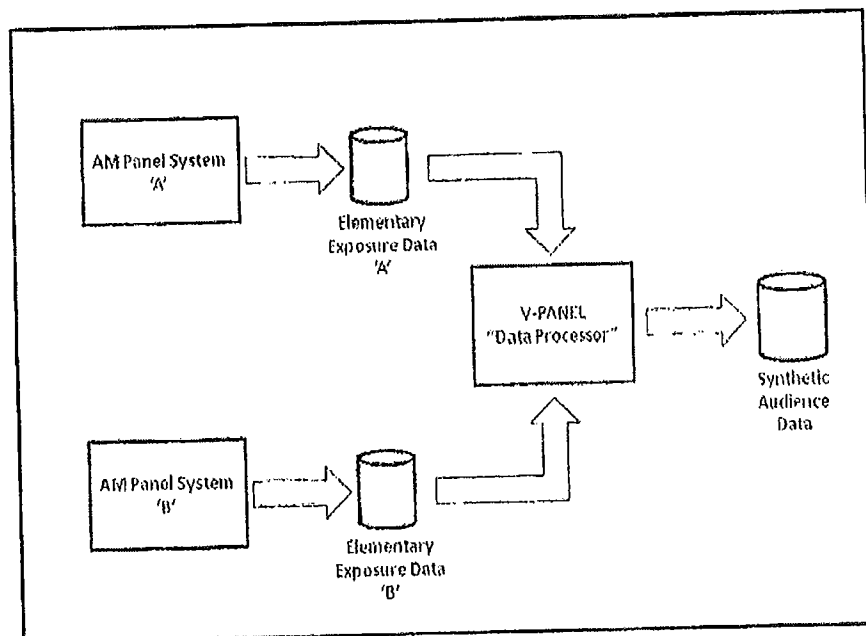 AM Panel System
'A'
Elementary
Exposure Data
'A'
V-PANEL
"Data Processor"
Synthetic
Audience
Data
AM Panel System
'B'
Elementary
Exposure Data
'B'